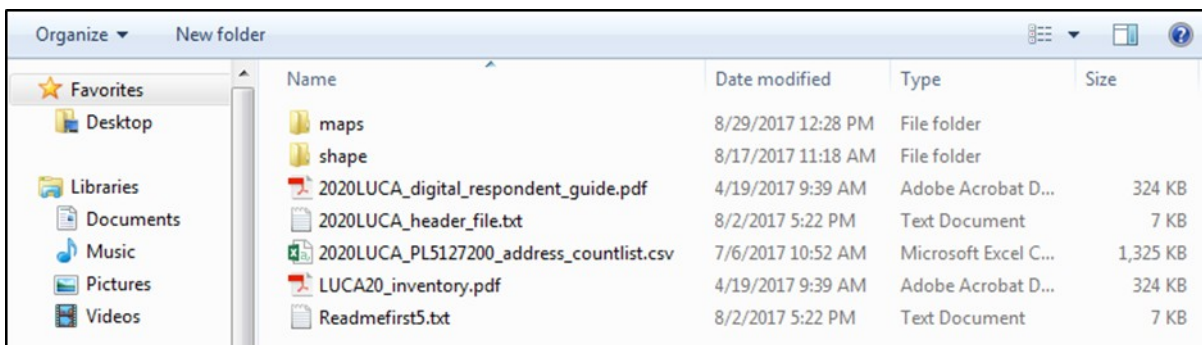 Organize New folder
Favorites Name Date modified Type Size
Desktop maps 8/29/2017 12:28 PM File folder
shape 8/17/2017 11:18 AM File folder
Libraries 2020LUCA_digital_respondent_guide.pdf 4/19/2017 9:39 AM Adobe Acrobat D... 324 KB
Documents 2020LUCA_header_file.txt 8/2/2017 5:22 PM Text Document 7 KB
Music 2020LUCA_PL5127200_address_countlist.csv 7/6/2017 10:52 AM Microsoft Excel C... 1,325 KB
Pictures LUCA20_inventory.pdf 4/19/2017 9:39 AM Adobe Acrobat D... 324 KB
Videos Readmefirst5.txt 8/2/2017 5:22 PM Text Document 7 KB